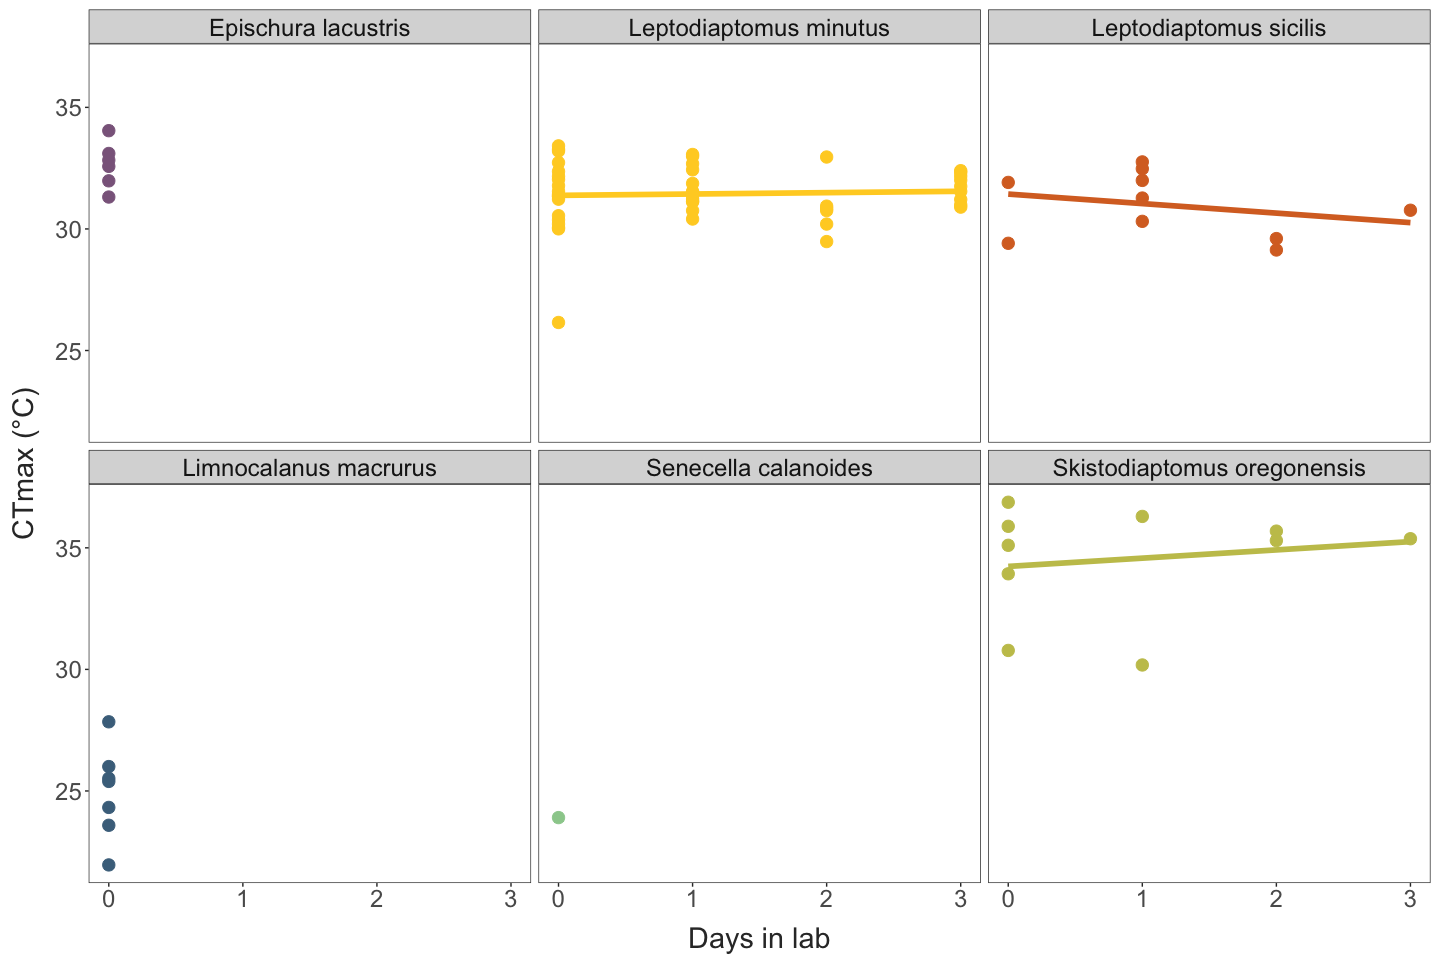 Epischura lacustris
Leptodiaptomus minutus
Leptodiaptomus sicilis
35
30
25
CTmax (°C)
Limnocalanus macrurus
Senecella calanoides
Skistodiaptomus oregonensis
35
30
25
0 1 2 3
0 1 2 3
0 1 2 3
Days in lab